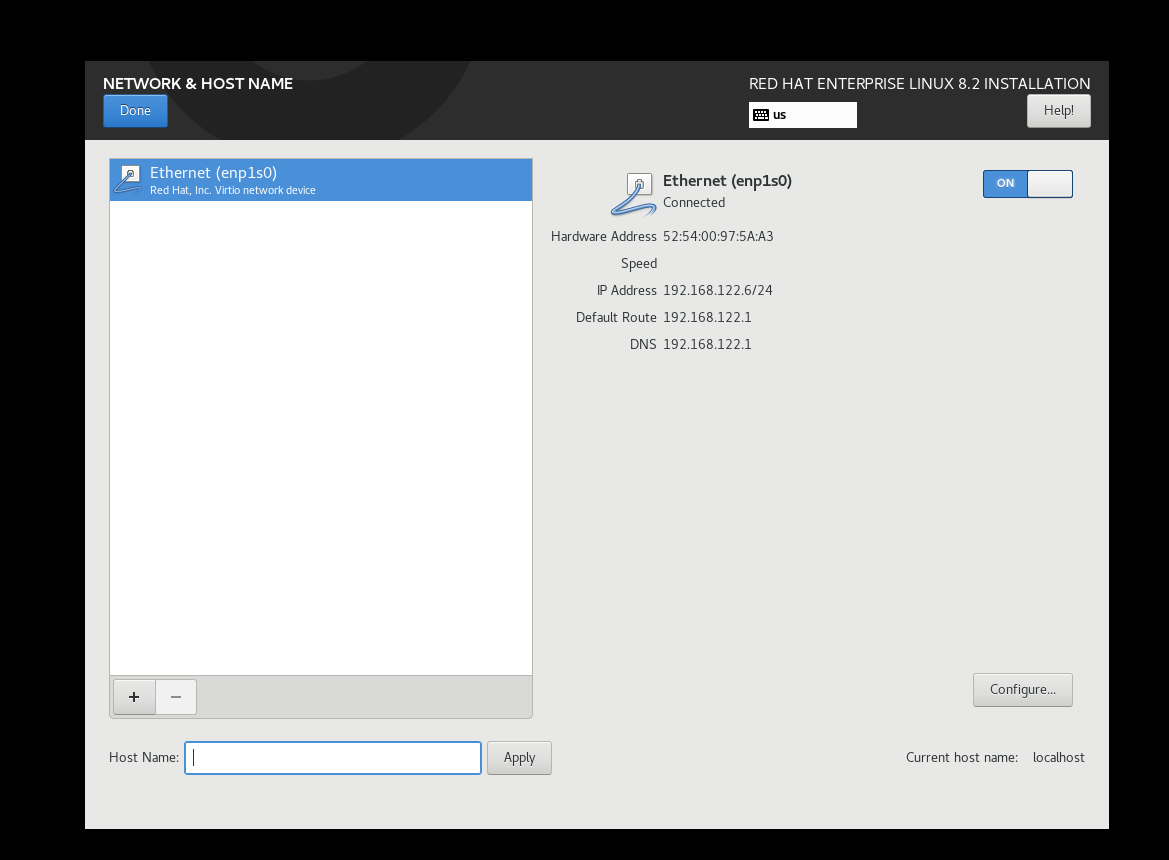 NETWORK & HOST NAME
RED HAT ENTERPRISE LINUX 8.2 INSTALLATION
Done
us
Help!
Ethernet (enp1s0)
Red Hat, Inc. Virtio network device
Ethernet (enp1s0)
Connected
ON
Hardware Address 52:54:00:97:5A:A3
Speed
IP Address 192.168.122.6/24
Default Route 192.168.122.1
DNS 192.168.122.1
+ −
Configure...
Host Name:
Apply
Current host name: localhost